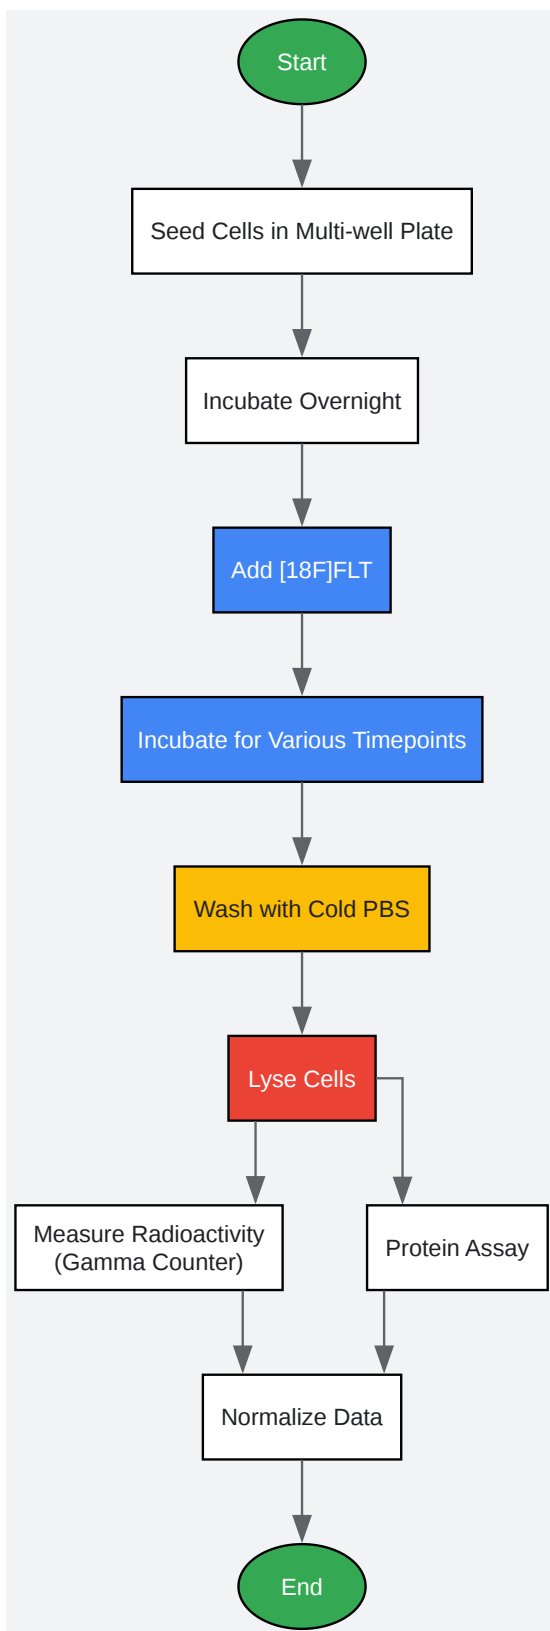 Start
Seed Cells in Multi-well Plate
Incubate Overnight
Add [18F]FLT
Incubate for Various Timepoints
Wash with Cold PBS
Lyse Cells
Measure Radioactivity
(Gamma Counter)
Protein Assay
Normalize Data
End